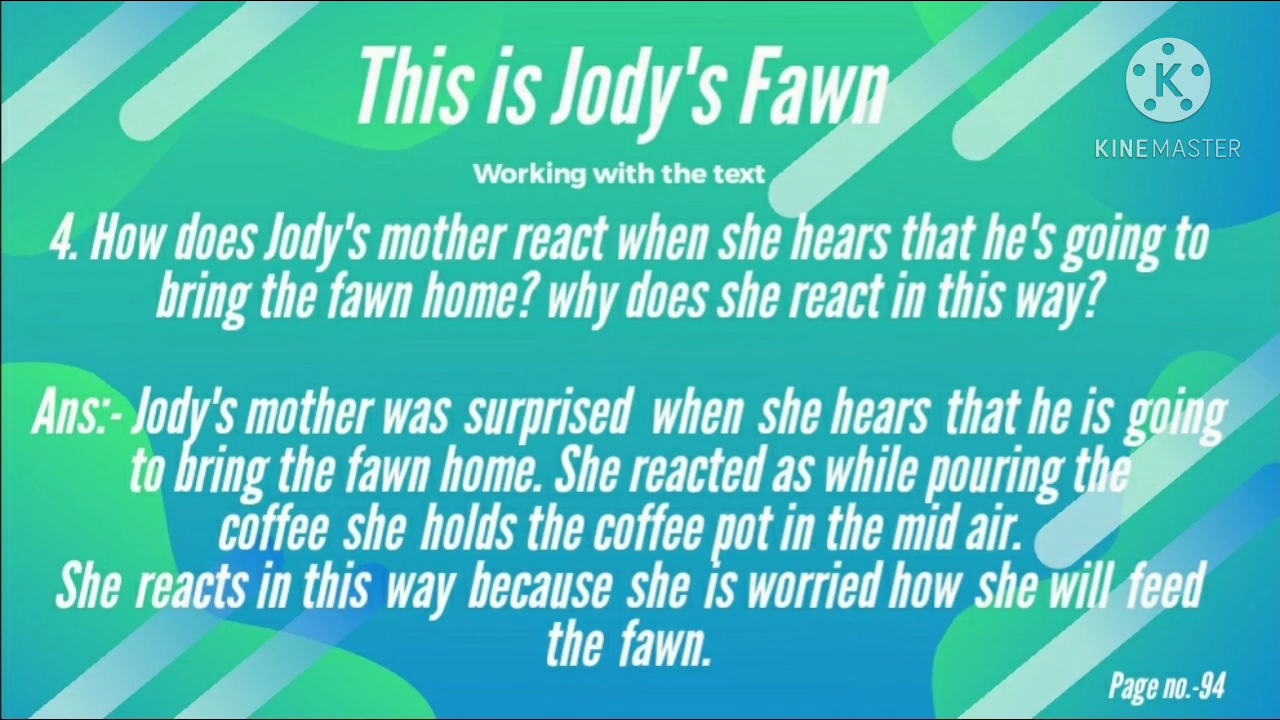 This is Jody's Fawn
K
KINEMASTER
Working with the text
4. How does Jody's mother react when she hears that he's going to
bring the fawn home? why does she react in this way?
Ans:- Jody's mother was surprised when she hears that he is going
to bring the fawn home. She reacted as while pouring the
coffee she holds the coffee pot in the mid air.
She reacts in this way because she is worried how she will feed
the fawn.
Page no.-94